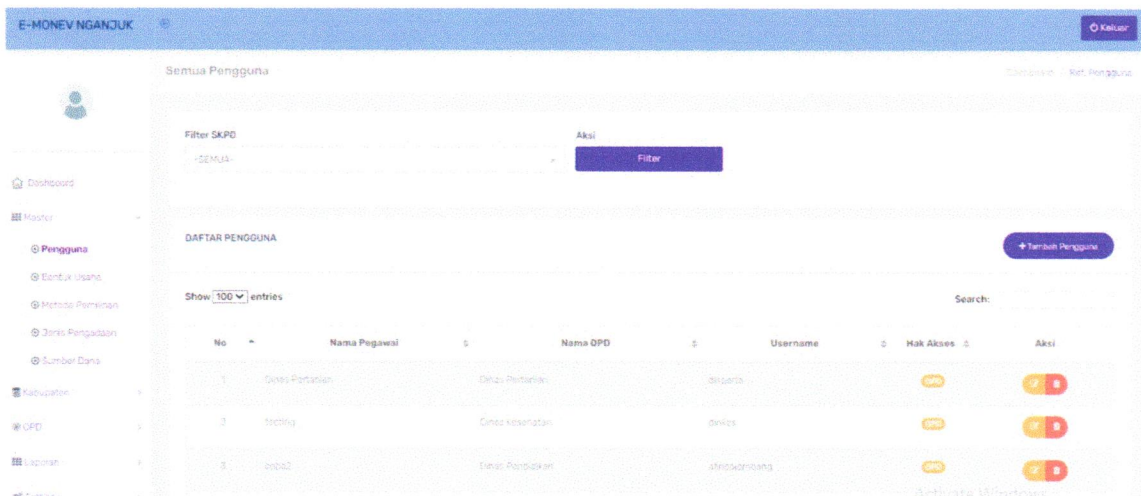 E-MONEV NGANJUK
Keluar
Semua Pengguna
Dashboard / Ref. Pengguna
Filter SKPD
Aksi
-SEMUA-
Filter
Dashboard
Master
Pengguna
Bentuk Usaha
Metode Pemilihan
Jenis Pengadaan
Sumber Dana
Kabupaten
OPD
Laporan
DAFTAR PENGGUNA
+ Tambah Pengguna
Show 100 entries
Search:
No Nama Pegawai Nama OPD Username Hak Akses Aksi
1 Dinas Pertanian Dinas Pertanian OPD
2 testing Dinas Kesehatan dinkes OPD
3 coba2 Dinas Pendidikan OPD
Activate Windows